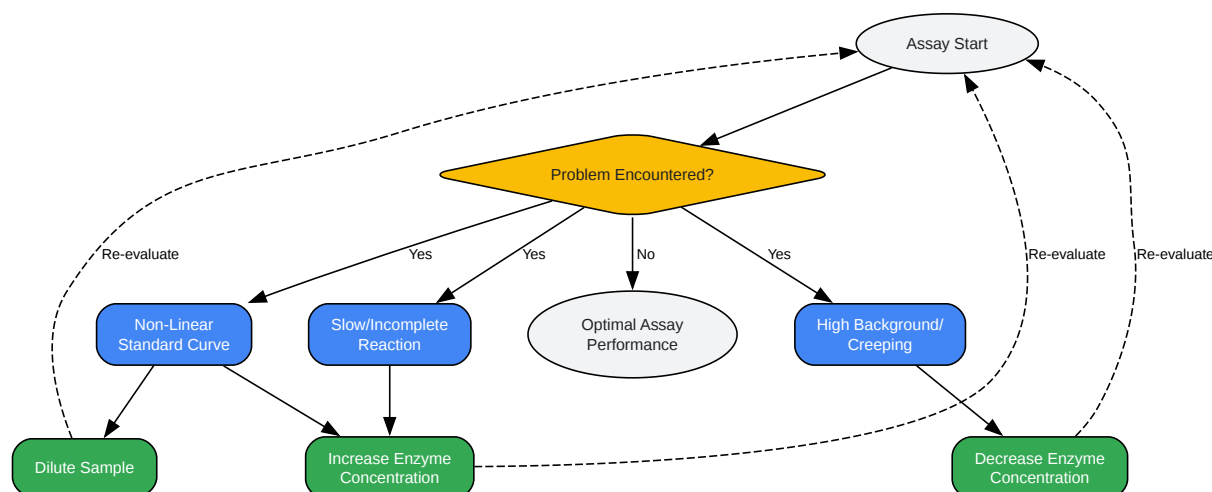 Assay Start
Problem Encountered?
Re-evaluate
Yes
Yes
No
Yes
Re-evaluate
Re-evaluate
Non-Linear
Standard Curve
Slow/Incomplete
Reaction
Optimal Assay
Performance
High Background/
Creeping
Dilute Sample
Increase Enzyme
Concentration
Decrease Enzyme
Concentration